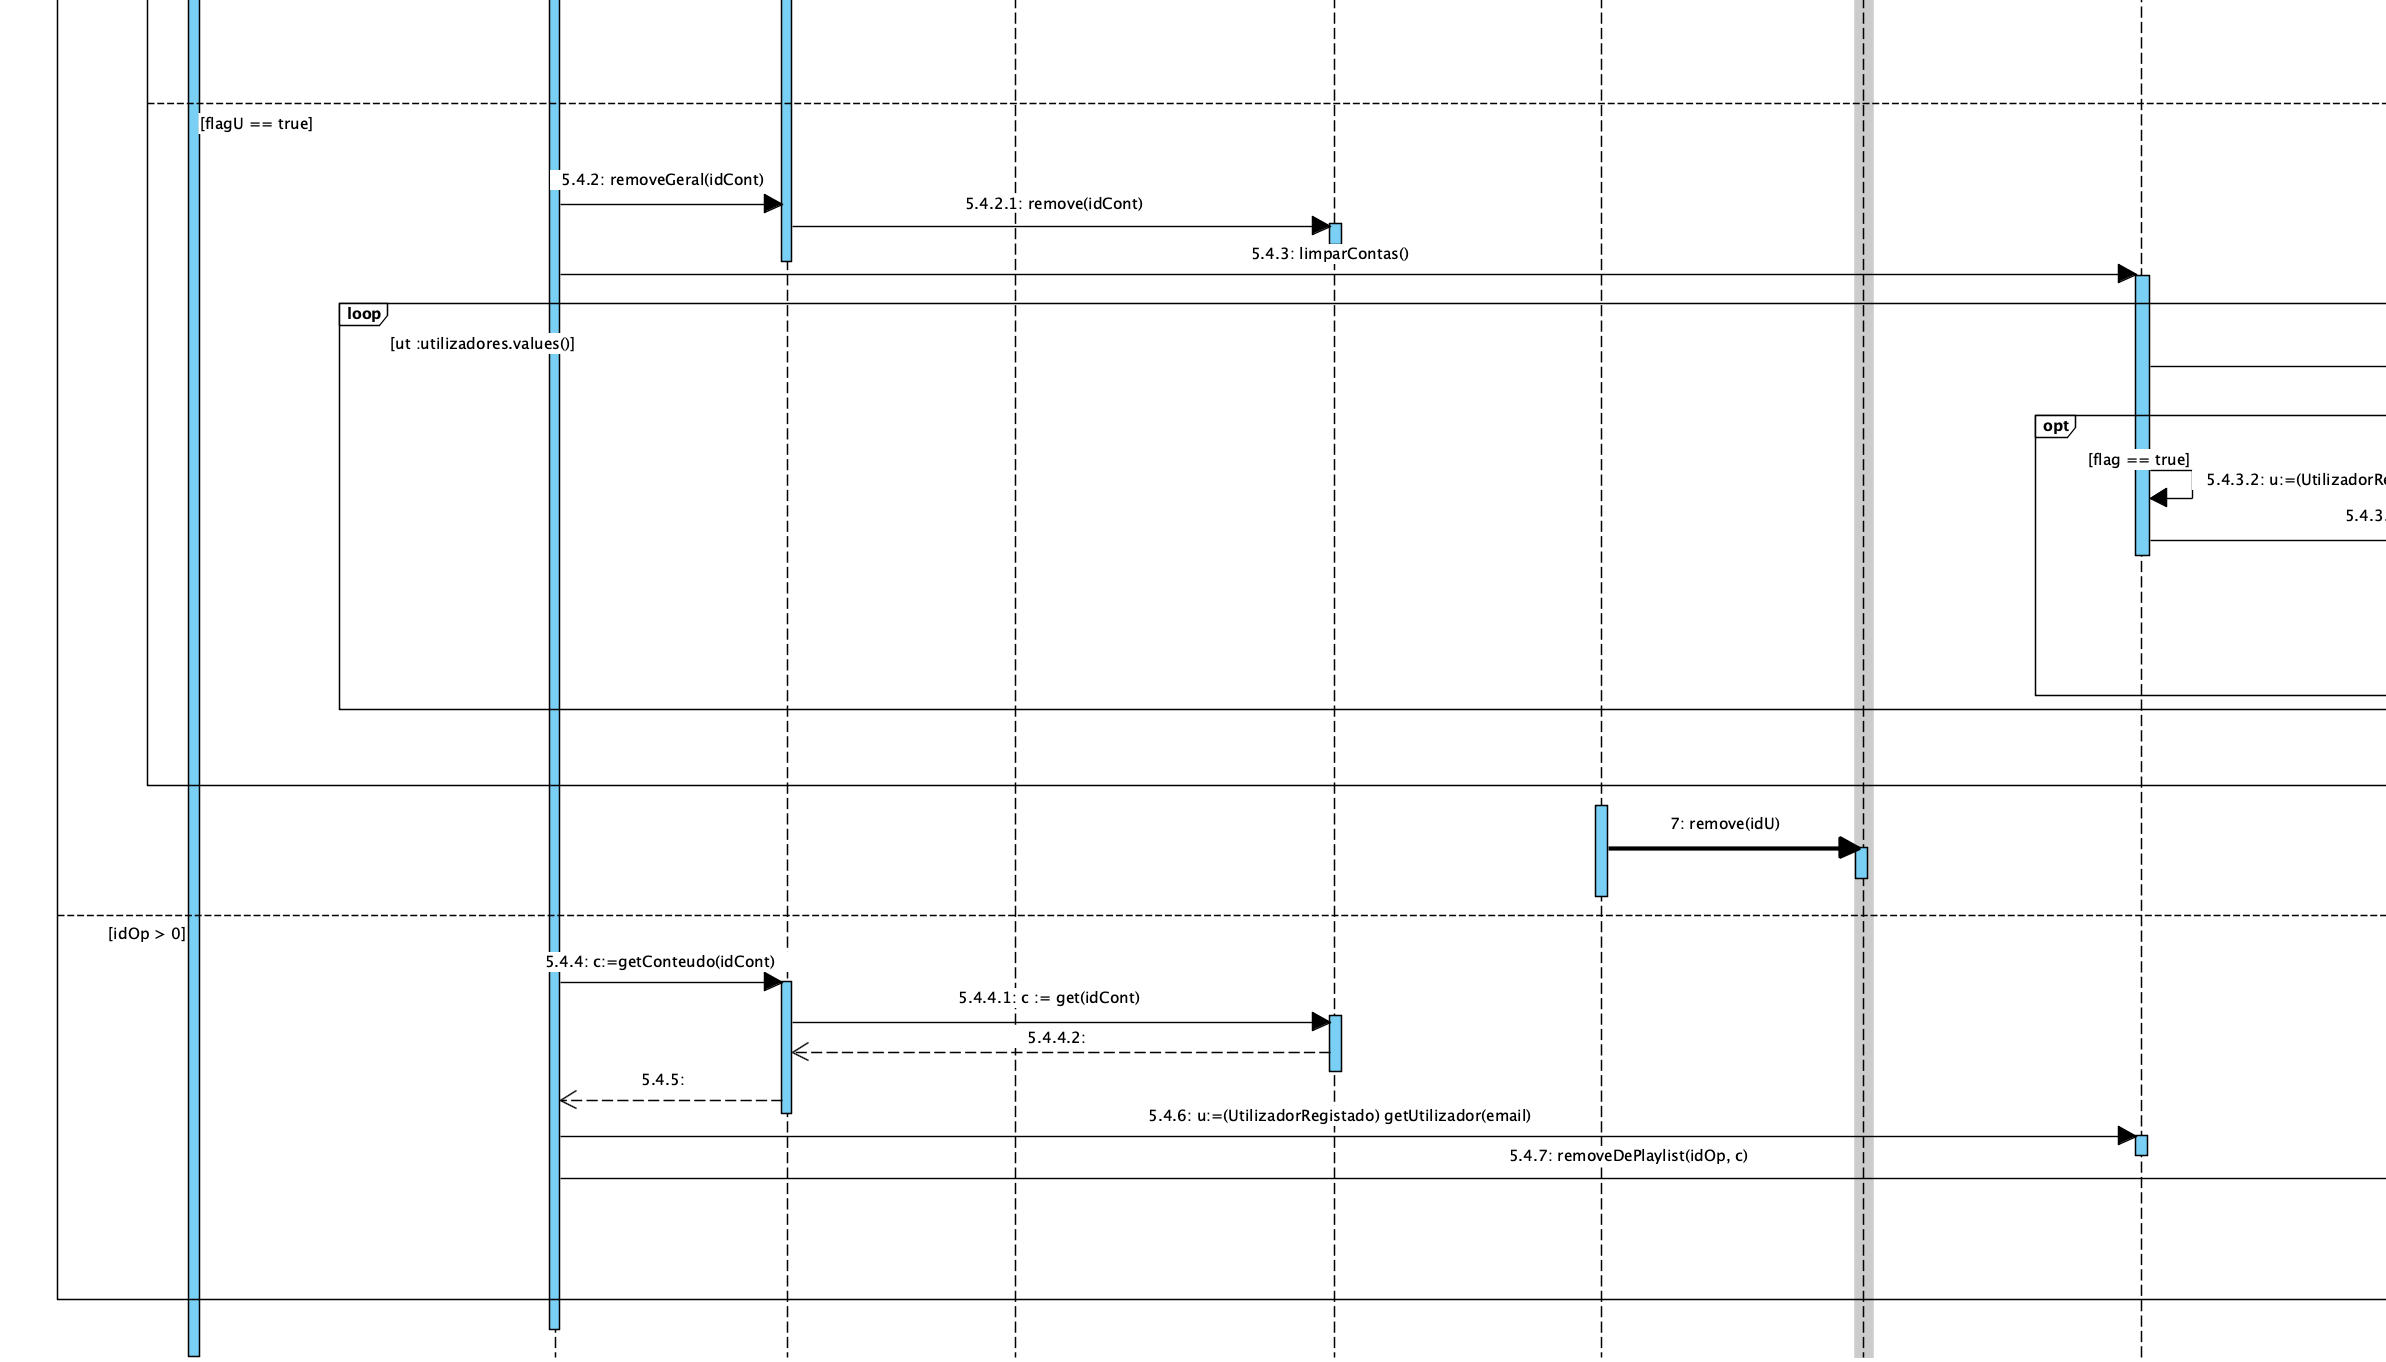 [flagU == true]
5.4.2: removeGeral(idCont)
5.4.2.1: remove(idCont)
5.4.3: limparContas()
loop
[ut :utilizadores.values()]
opt
[flag == true]
5.4.3.2: u:=(UtilizadorRe
5.4.3.
7: remove(idU)
[idOp > 0]
5.4.4: c:=getConteudo(idCont)
5.4.4.1: c := get(idCont)
5.4.4.2:
5.4.5:
5.4.6: u:=(UtilizadorRegistado) getUtilizador(email)
5.4.7: removeDePlaylist(idOp, c)